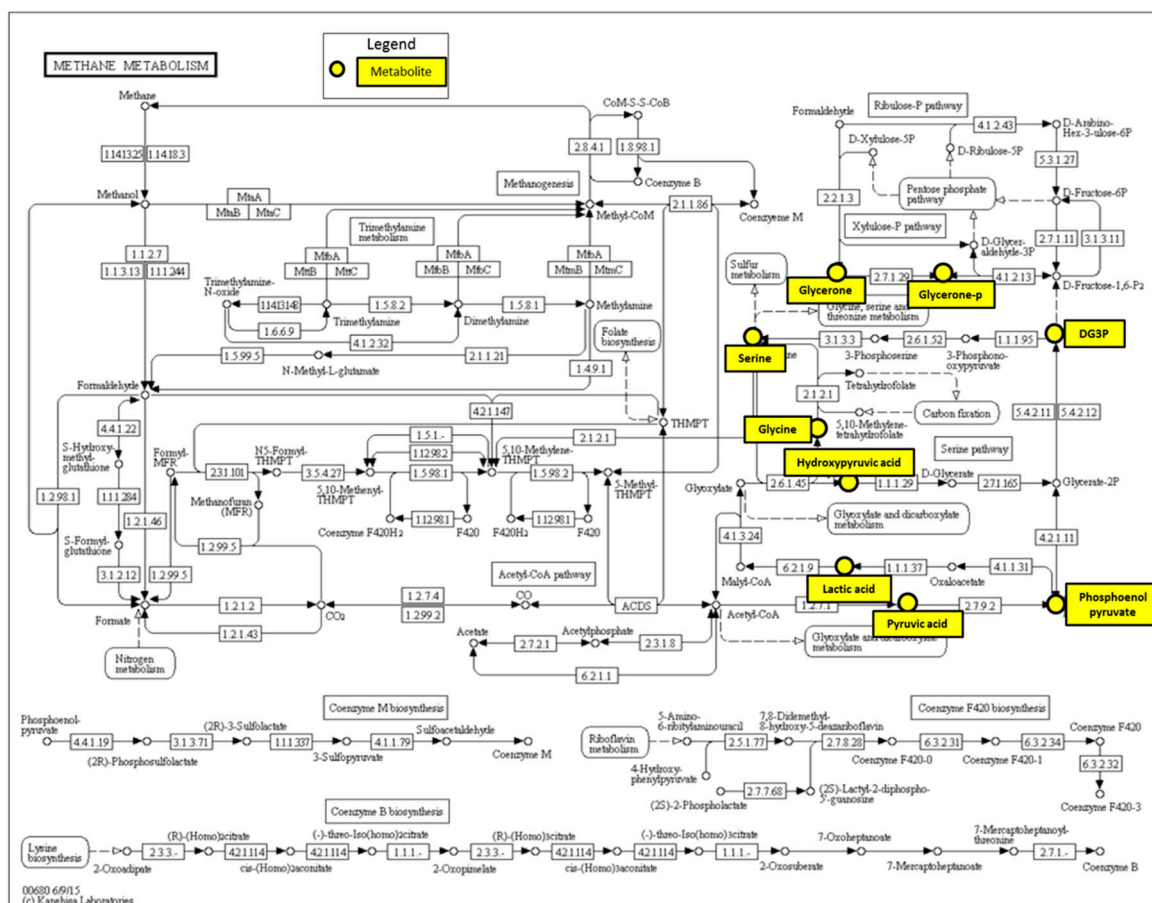 Legend
Metabolite
METHANE METABOLISM
Methane
CoM-S-S-CoB
Formaldehyde
Ribulose-P pathway
D-Arabino-
Hex-3-ulose-6P
4.1.2.43
D-Xylulose-5P
D-Ribulose-5P
1.14.13.25
1.14.18.3
2.8.4.1
1.8.98.1
5.3.1.27
Methanogenesis
Coenzyme B
Methanol
MtaA
MtaB
MtaC
Methyl-CoM
2.1.1.86
Coenzyeme M
2.2.1.3
Pentose phosphate
pathway
D-Fructose-6P
Xylulose-P pathway
D-Glycer-
aldehyde-3P
2.7.1.11
3.1.3.11
Trimethylamine
metabolism
1.1.2.7
1.1.3.13
1.1.1.244
MtbA
MttB
MttC
MtbA
MtbB
MtbC
MtbA
MtmB
MtmC
Sulfur
metabolism
Glycerone
2.7.1.29
Glycerone-p
4.1.2.13
D-Fructose-1,6-P2
Glycine, serine and
threonine metabolism
Trimethylamine-
N-oxide
1.14.13.148
1.5.8.2
1.5.8.1
Methylamine
Trimethylamine
Dimethylamine
1.6.6.9
4.1.2.32
Folate
biosynthesis
Serine
3.1.3.3
2.6.1.52
1.1.1.95
DG3P
3-Phosphoserine
3-Phosphono-
oxypyruvate
1.5.99.5
2.1.1.21
N-Methyl-L-glutamate
1.4.9.1
Tetrahydrofolate
2.1.2.1
Formaldehyde
4.2.1.147
THMPT
Carbon fixation
5,10-Methylene-
tetrahydrofolate
5.4.2.11
5.4.2.12
4.4.1.22
Glycine
2.1.2.1
Serine pathway
S-Hydroxy-
methyl-
glutathione
Formyl-
MFR
2.3.1.101
N5-Formyl-
THMPT
3.5.4.27
1.5.1.-
1.12.98.2
1.5.98.1
5,10-Methylene-
THMPT
1.5.98.2
5,10-Methenyl-
THMPT
5-Methyl-
THMPT
Hydroxypyruvic acid
Glyoxylate
2.6.1.45
1.1.1.29
D-Glycerate
2.7.1.165
Glycerate-2P
1.2.98.1
1.1.1.284
Methanofuran
(MFR)
1.12.98.1
Coenzyme F420H2
F420
1.12.98.1
F420H2
F420
Glyoxylate and dicarboxylate
metabolism
1.2.1.46
S-Formyl-
glutathione
1.2.99.5
4.1.3.24
4.2.1.11
3.1.2.12
1.2.99.5
Acetyl-CoA pathway
6.2.1.9
1.1.1.37
4.1.1.31
Malyl-CoA
Oxaloacetate
Lactic acid
1.2.7.4
1.2.99.2
CO
ACDS
Acetyl-CoA
1.2.7.1
Pyruvic acid
2.7.9.2
Phosphoenol
pyruvate
Formate
1.2.1.2
CO2
1.2.1.43
Acetate
2.7.2.1
Acetylphosphate
2.3.1.8
6.2.1.1
Glyoxylate and dicarboxylate
metabolism
Nitrogen
metabolism
Phosphoenol-
pyruvate
Coenzyme M biosynthesis
4.4.1.19
(2R)-Phosphosulfolactate
3.1.3.71
(2R)-3-Sulfolactate
1.1.1.337
3-Sulfopyruvate
4.1.1.79
Sulfoacetaldehyde
Coenzyme M
Riboflavin
metabolism
5-Amino-
6-ribitylaminouracil
7,8-Didemethyl-
8-hydroxy-5-deazariboflavin
Coenzyme F420 biosynthesis
2.5.1.77
2.7.8.28
Coenzyme F420-0
6.3.2.31
Coenzyme F420-1
6.3.2.34
Coenzyme F420
4-Hydroxy-
phenylpyruvate
2.7.7.68
(2S)-2-Phospholactate
(2S)-Lactyl-2-diphospho-
5'-guanosine
6.3.2.32
Coenzyme F420-3
Coenzyme B biosynthesis
Lysine
biosynthesis
2-Oxoadipate
2.3.3.-
(R)-(Homo)2citrate
4.2.1.114
cis-(Homo)2aconitate
4.2.1.114
(-)-threo-Iso(homo)2citrate
1.1.1.-
2-Oxopimelate
2.3.3.-
(R)-(Homo)3citrate
4.2.1.114
cis-(Homo)3aconitate
4.2.1.114
(-)-threo-Iso(homo)3citrate
1.1.1.-
2-Oxosuberate
7-Oxoheptanoate
7-Mercaptoheptanoate
7-Mercaptoheptanoyl-
threonine
2.7.1.-
Coenzyme B
00680 6/9/15
(c) Kanehisa Laboratories